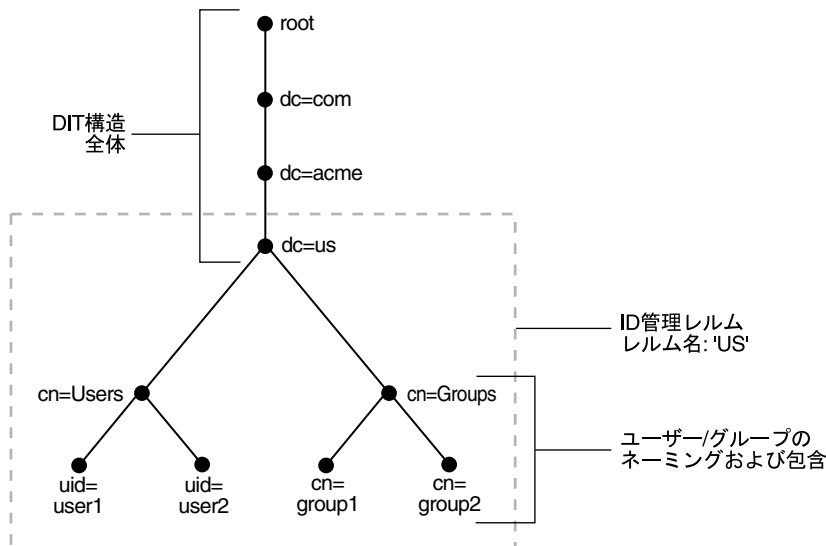 root
dc=com
DIT構造
全体
dc=acme
dc=us
ID管理レルム
レルム名: 'US'
cn=Users
cn=Groups
ユーザー/グループの
ネーミングおよび包含
uid=
user1
uid=
user2
cn=
group1
cn=
group2